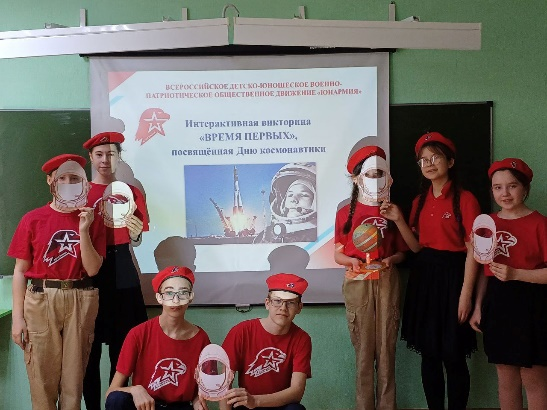 ВСЕРОССИЙСКОЕ ДЕТСКО-ЮНОШЕСКОЕ ВОЕННО-
ПАТРИОТИЧЕСКОЕ ОБЩЕСТВЕННОЕ ДВИЖЕНИЕ «ЮНАРМИЯ»
Интерактивная викторина
«ВРЕМЯ ПЕРВЫХ»,
посвящённая Дню космонавтики